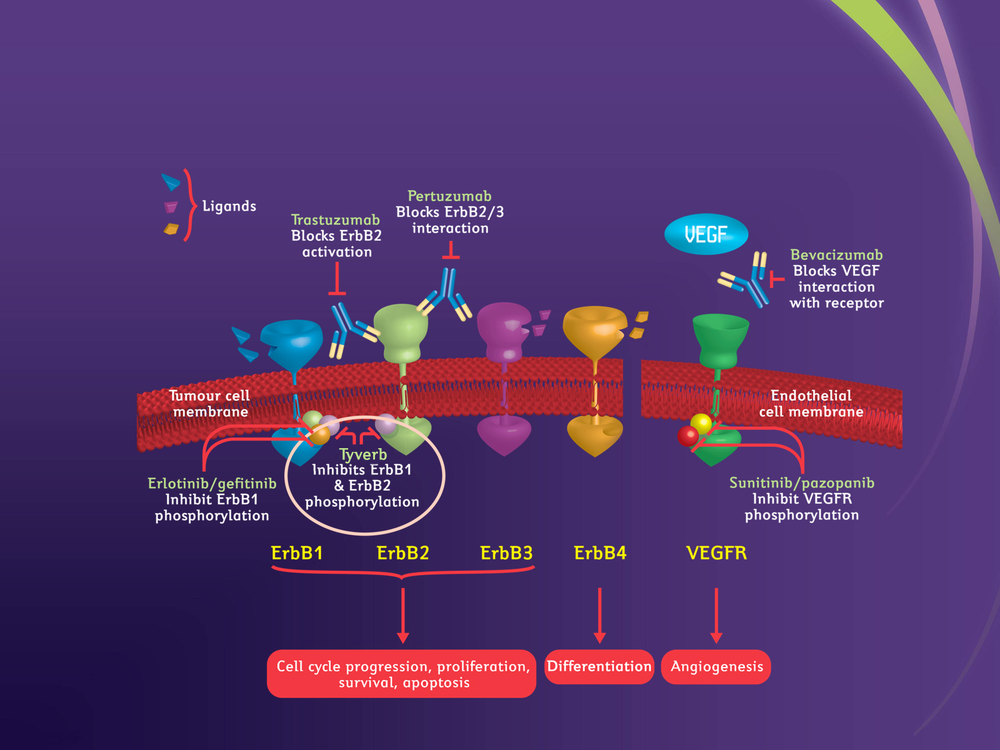 Ligands
Trastuzumab
Blocks ErbB2
activation
Pertuzumab
Blocks ErbB2/3
interaction
VEGF
Bevacizumab
Blocks VEGF
interaction
with receptor
Tumour cell
membrane
Endothelial
cell membrane
Erlotinib/gefitinib
Inhibit ErbB1
phosphorylation
Tyverb
Inhibits ErbB1
& ErbB2
phosphorylation
Sunitinib/pazopanib
Inhibit VEGFR
phosphorylation
ErbB1
ErbB2
ErbB3
ErbB4
VEGFR
Cell cycle progression, proliferation,
survival, apoptosis
Differentiation
Angiogenesis